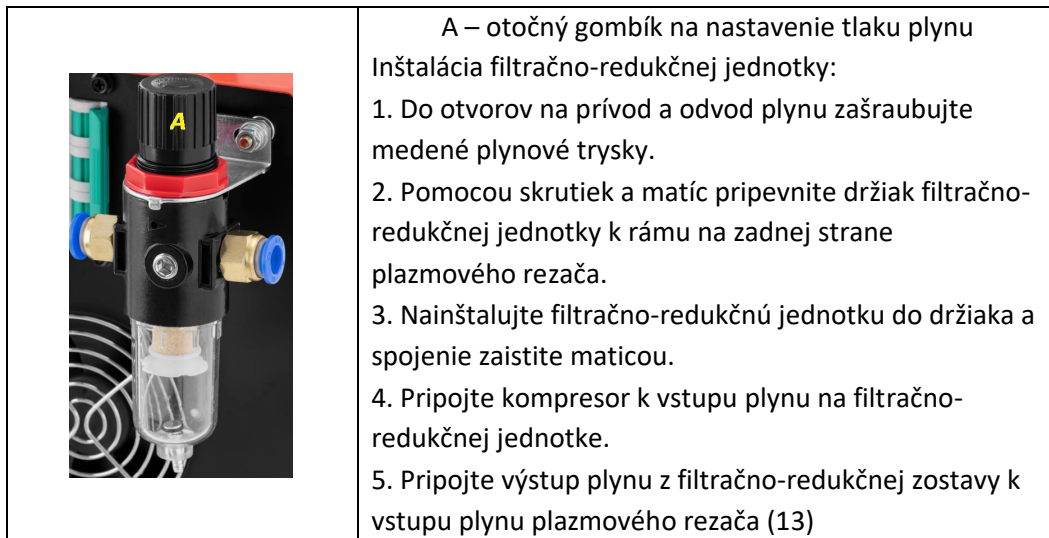 A
A – otočný gombík na nastavenie tlaku plynu
Inštalácia filtračno-redukčnej jednotky:
1. Do otvorov na prívod a odvod plynu zašraubujte
medené plynové trysky.
2. Pomocou skrutiek a matíc pripevnite držiak filtračno-
redukčnej jednotky k rámu na zadnej strane
plazmového rezača.
3. Nainštalujte filtračno-redukčnú jednotku do držiaka a
spojenie zaistite maticou.
4. Pripojte kompresor k vstupu plynu na filtračno-
redukčnej jednotke.
5. Pripojte výstup plynu z filtračno-redukčnej zostavy k
vstupu plynu plazmového rezača (13)